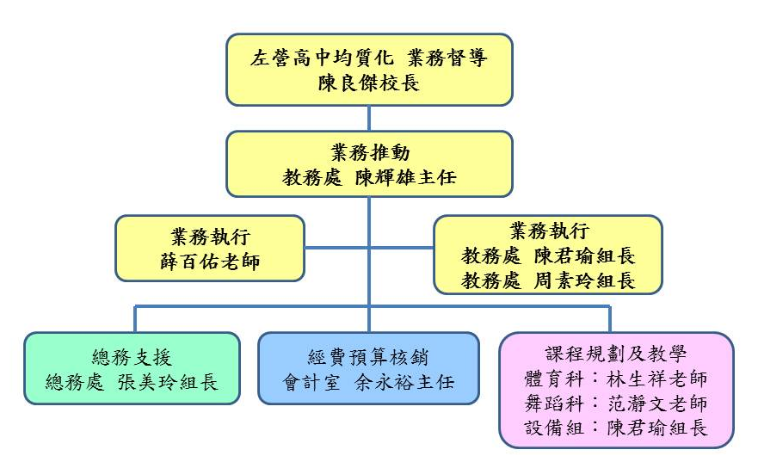 左營高中均質化 業務督導
陳良傑校長
業務推動
教務處 陳輝雄主任
業務執行
薛百佑老師
業務執行
教務處 陳君瑜組長
教務處 周素玲組長
總務支援
總務處 張美玲組長
經費預算核銷
會計室 余永裕主任
課程規劃及教學
體育科：林生祥老師
舞蹈科：范瀞文老師
設備組：陳君瑜組長